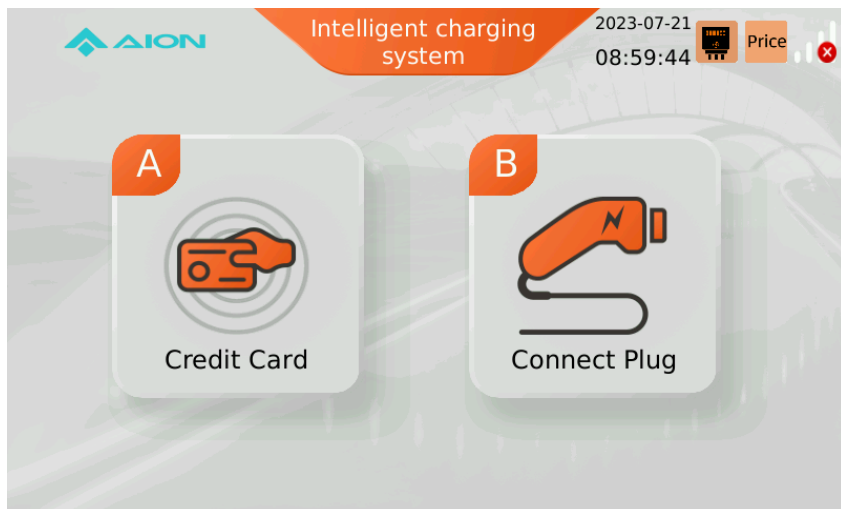 AION
Intelligent charging
system
2023-07-21
08:59:44
Price
A
B
Credit Card
Connect Plug